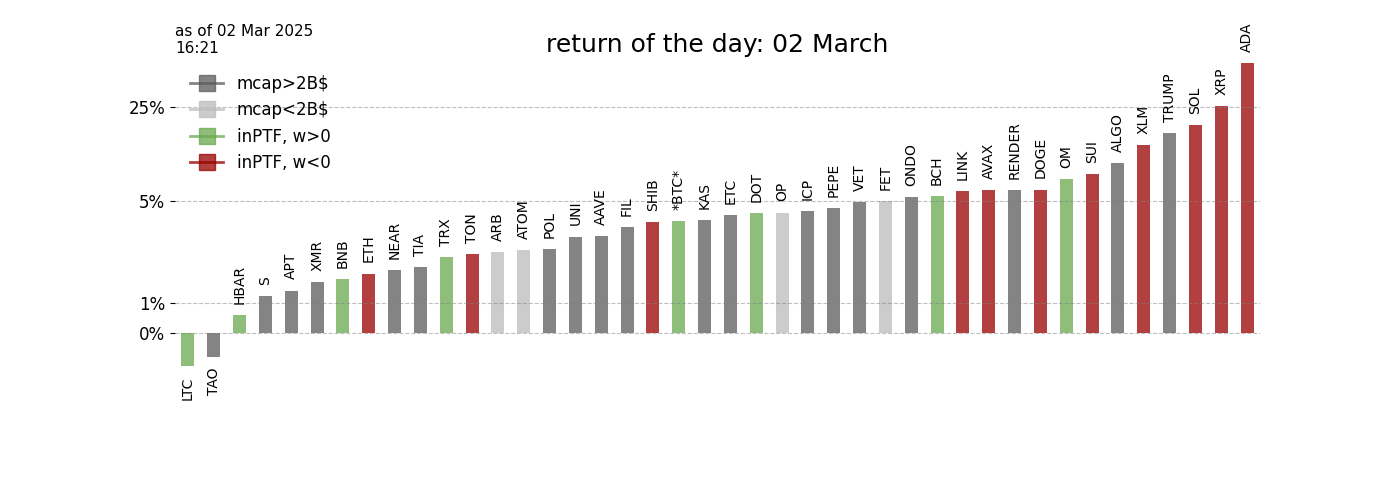 as of 02 Mar 2025
16:21
return of the day: 02 March
mcap>2B$
mcap<2B$
inPTF, w>0
inPTF, w<0
25%
5%
1%
0%
LTC
TAO
HBAR
S
APT
XMR
BNB
ETH
NEAR
TIA
TRX
TON
ARB
ATOM
POL
UNI
AAVE
FIL
SHIB
*BTC*
KAS
ETC
DOT
OP
ICP
PEPE
VET
FET
ONDO
BCH
LINK
AVAX
RENDER
DOGE
OM
SUI
ALGO
XLM
TRUMP
SOL
XRP
ADA